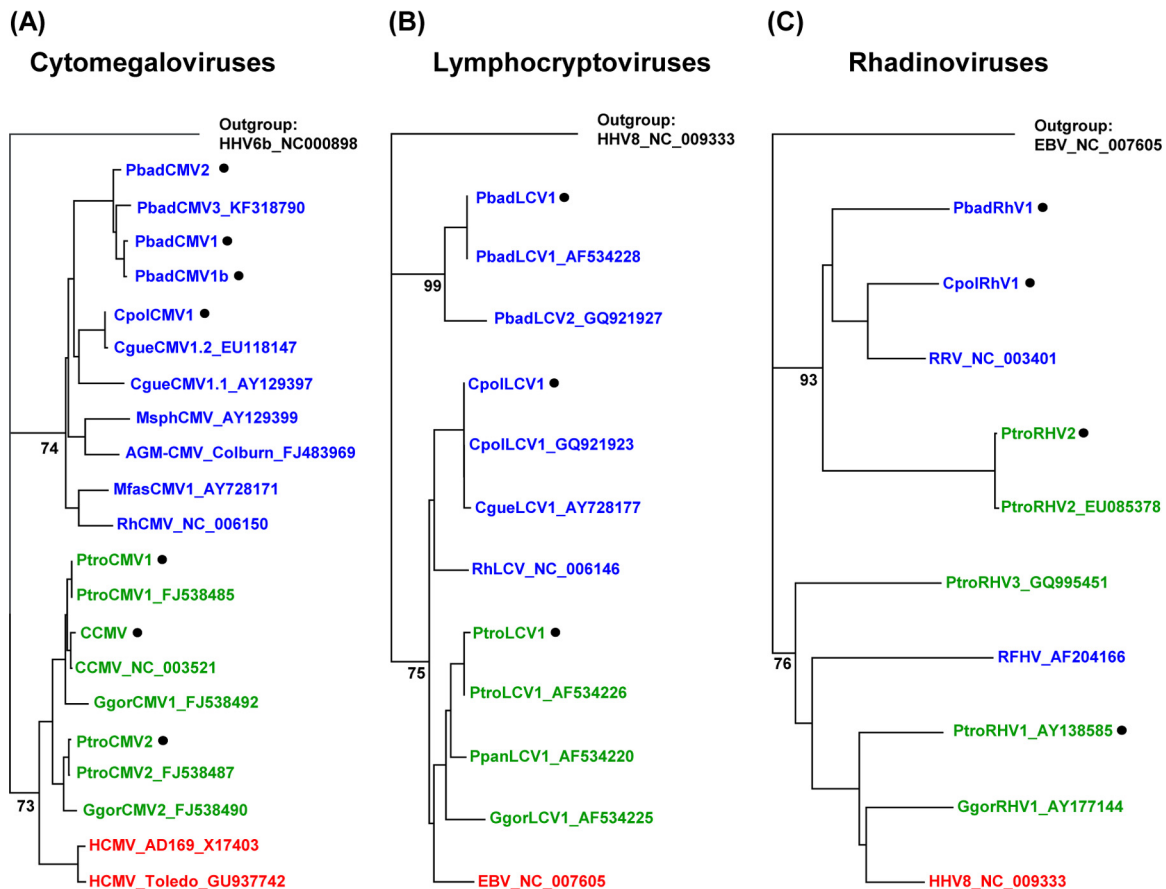 (A)
Cytomegaloviruses
Outgroup:
HHV6b_NC000898
PbadCMV2
PbadCMV3_KF318790
PbadCMV1
PbadCMV1b
CpolCMV1
CgueCMV1.2_EU118147
CgueCMV1.1_AY129397
MsphCMV_AY129399
74
AGM-CMV_Colburn_FJ483969
MfasCMV1_AY728171
RhCMV_NC_006150
PtroCMV1
PtroCMV1_FJ538485
CCMV
CCMV_NC_003521
GgorCMV1_FJ538492
PtroCMV2
PtroCMV2_FJ538487
73
GgorCMV2_FJ538490
HCMV_AD169_X17403
HCMV_Toledo_GU937742
(B)
Lymphocryptoviruses
Outgroup:
HHV8_NC_009333
PbadLCV1
PbadLCV1_AF534228
99
PbadLCV2_GQ921927
CpolLCV1
CpolLCV1_GQ921923
CgueLCV1_AY728177
RhLCV_NC_006146
PtroLCV1
75
PtroLCV1_AF534226
PpanLCV1_AF534220
GgorLCV1_AF534225
EBV_NC_007605
(C)
Rhadinoviruses
Outgroup:
EBV_NC_007605
PbadRhV1
CpolRhV1
RRV_NC_003401
93
PtroRHV2
PtroRHV2_EU085378
PtroRHV3_GQ995451
76
RFHV_AF204166
PtroRHV1_AY138585
GgorRHV1_AY177144
HHV8_NC_009333